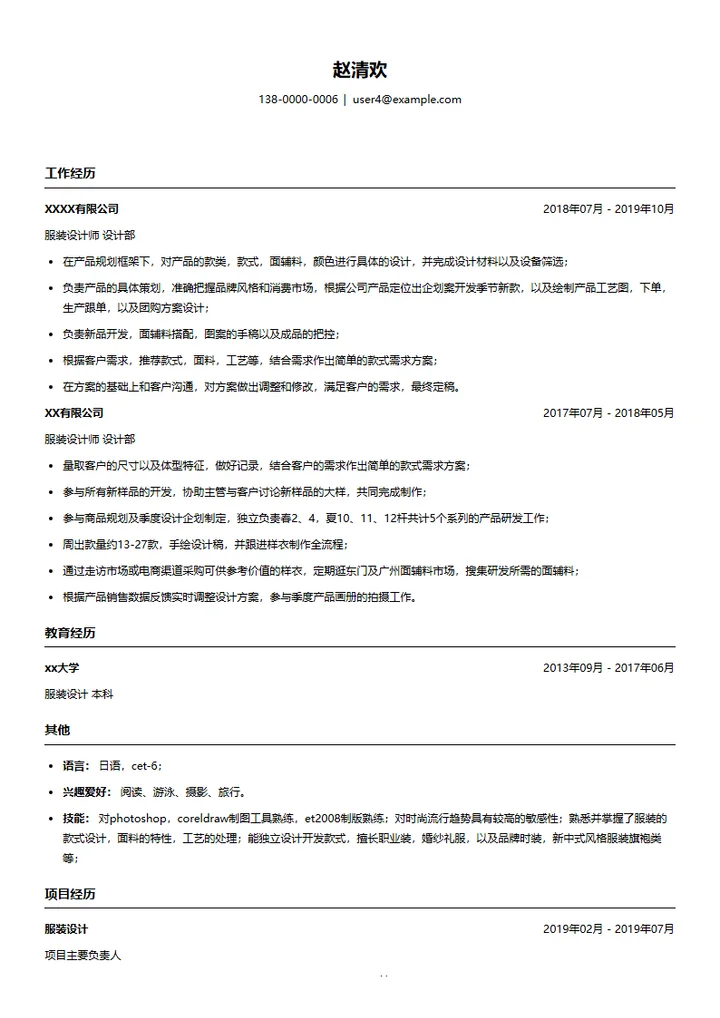 赵清欢
138-0000-0006 | user4@example.com
工作经历
XXXX有限公司 2018年07月 - 2019年10月
服装设计师 设计部
• 在产品规划框架下，对产品的款类，款式，面辅料，颜色进行具体的设计，并完成设计材料以及设备筛选；
• 负责产品的具体策划，准确把握品牌风格和消费市场，根据公司产品定位出企划案开发季节新款，以及绘制产品工艺图，下单，
生产跟单，以及团购方案设计；
• 负责新品开发，面辅料搭配，图案的手稿以及成品的把控；
• 根据客户需求，推荐款式，面料，工艺等，结合需求作出简单的款式需求方案；
• 在方案的基础上和客户沟通，对方案做出调整和修改，满足客户的需求，最终定稿。
XX有限公司 2017年07月 - 2018年05月
服装设计师 设计部
• 量取客户的尺寸以及体型特征，做好记录，结合客户的需求作出简单的款式需求方案；
• 参与所有新样品的开发，协助主管与客户讨论新样品的大样，共同完成制作；
• 参与商品规划及季度设计企划制定，独立负责春2、4，夏10、11、12杆共计5个系列的产品研发工作；
• 周出款量约13-27款，手绘设计稿，并跟进样衣制作全流程；
• 通过走访市场或电商渠道采购可供参考价值的样衣，定期逛东门及广州面辅料市场，搜集研发所需的面辅料；
• 根据产品销售数据反馈实时调整设计方案，参与季度产品画册的拍摄工作。
教育经历
xx大学 2013年09月 - 2017年06月
服装设计 本科
其他
• 语言： 日语，cet-6；
• 兴趣爱好： 阅读、游泳、摄影、旅行。
• 技能： 对photoshop，coreldraw制图工具熟练，et2008制版熟练；对时尚流行趋势具有较高的敏感性；熟悉并掌握了服装的
款式设计，面料的特性，工艺的处理；能独立设计开发款式，擅长职业装，婚纱礼服，以及品牌时装，新中式风格服装旗袍类
等；
项目经历
服装设计 2019年02月 - 2019年07月
项目主要负责人